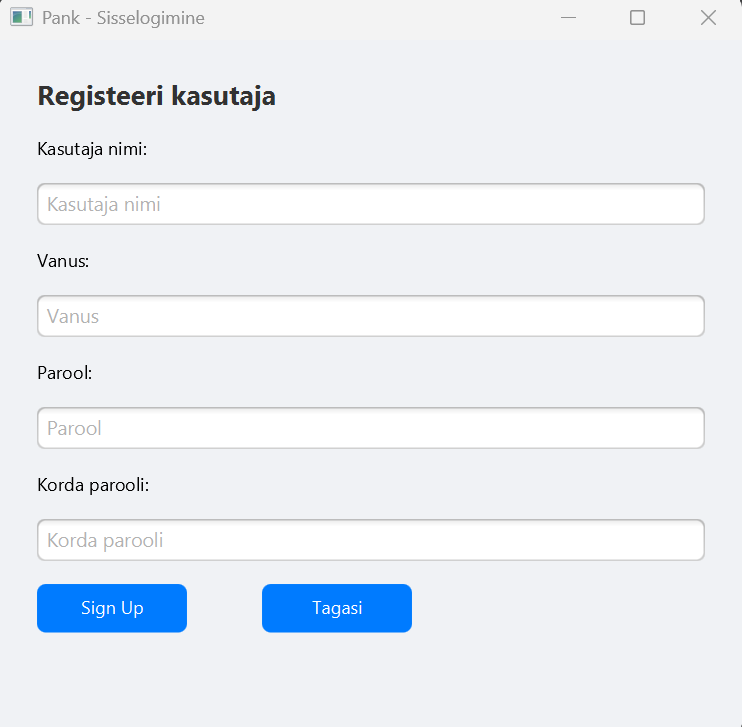 Pank - Sisselogimine
Registeeri kasutaja
Kasutaja nimi:
Kasutaja nimi
Vanus:
Vanus
Parool:
Parool
Korda parooli:
Korda parooli
Sign Up
Tagasi